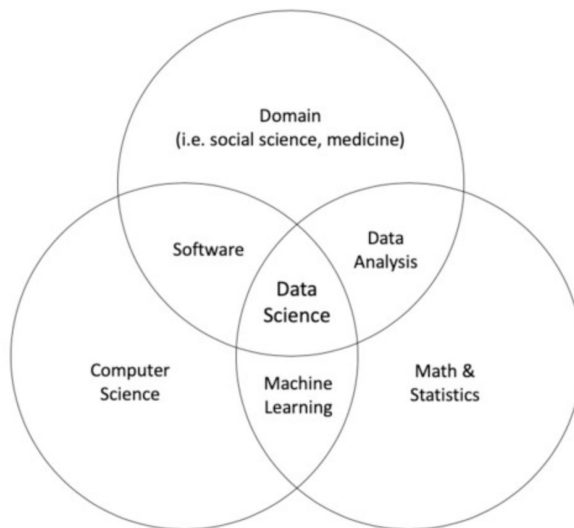 Domain
(i.e. social science, medicine)
Software
Data
Analysis
Data
Science
Computer
Science
Machine
Learning
Math &
Statistics